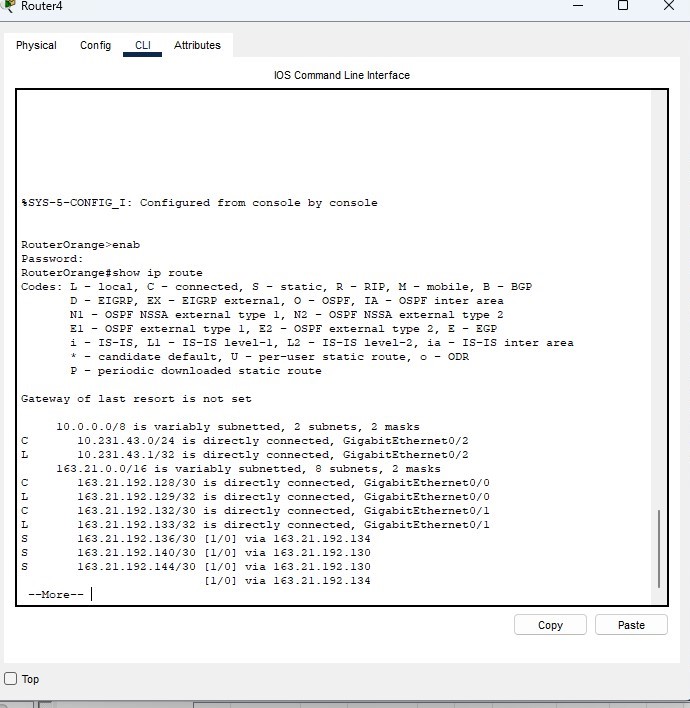 Router4
Physical Config CLI Attributes
IOS Command Line Interface
%SYS-5-CONFIG_I: Configured from console by console
RouterOrange>enab
Password:
RouterOrange#show ip route
Codes: L - local, C - connected, S - static, R - RIP, M - mobile, B - BGP
D - EIGRP, EX - EIGRP external, O - OSPF, IA - OSPF inter area
N1 - OSPF NSSA external type 1, N2 - OSPF NSSA external type 2
E1 - OSPF external type 1, E2 - OSPF external type 2, E - EGP
i - IS-IS, L1 - IS-IS level-1, L2 - IS-IS level-2, ia - IS-IS inter area
* - candidate default, U - per-user static route, o - ODR
P - periodic downloaded static route
Gateway of last resort is not set
10.0.0.0/8 is variably subnetted, 2 subnets, 2 masks
C 10.231.43.0/24 is directly connected, GigabitEthernet0/2
L 10.231.43.1/32 is directly connected, GigabitEthernet0/2
163.21.0.0/16 is variably subnetted, 8 subnets, 2 masks
C 163.21.192.128/30 is directly connected, GigabitEthernet0/0
L 163.21.192.129/32 is directly connected, GigabitEthernet0/0
C 163.21.192.132/30 is directly connected, GigabitEthernet0/1
L 163.21.192.133/32 is directly connected, GigabitEthernet0/1
S 163.21.192.136/30 [1/0] via 163.21.192.134
S 163.21.192.140/30 [1/0] via 163.21.192.130
S 163.21.192.144/30 [1/0] via 163.21.192.130
[1/0] via 163.21.192.134
--More--
Copy Paste
Top